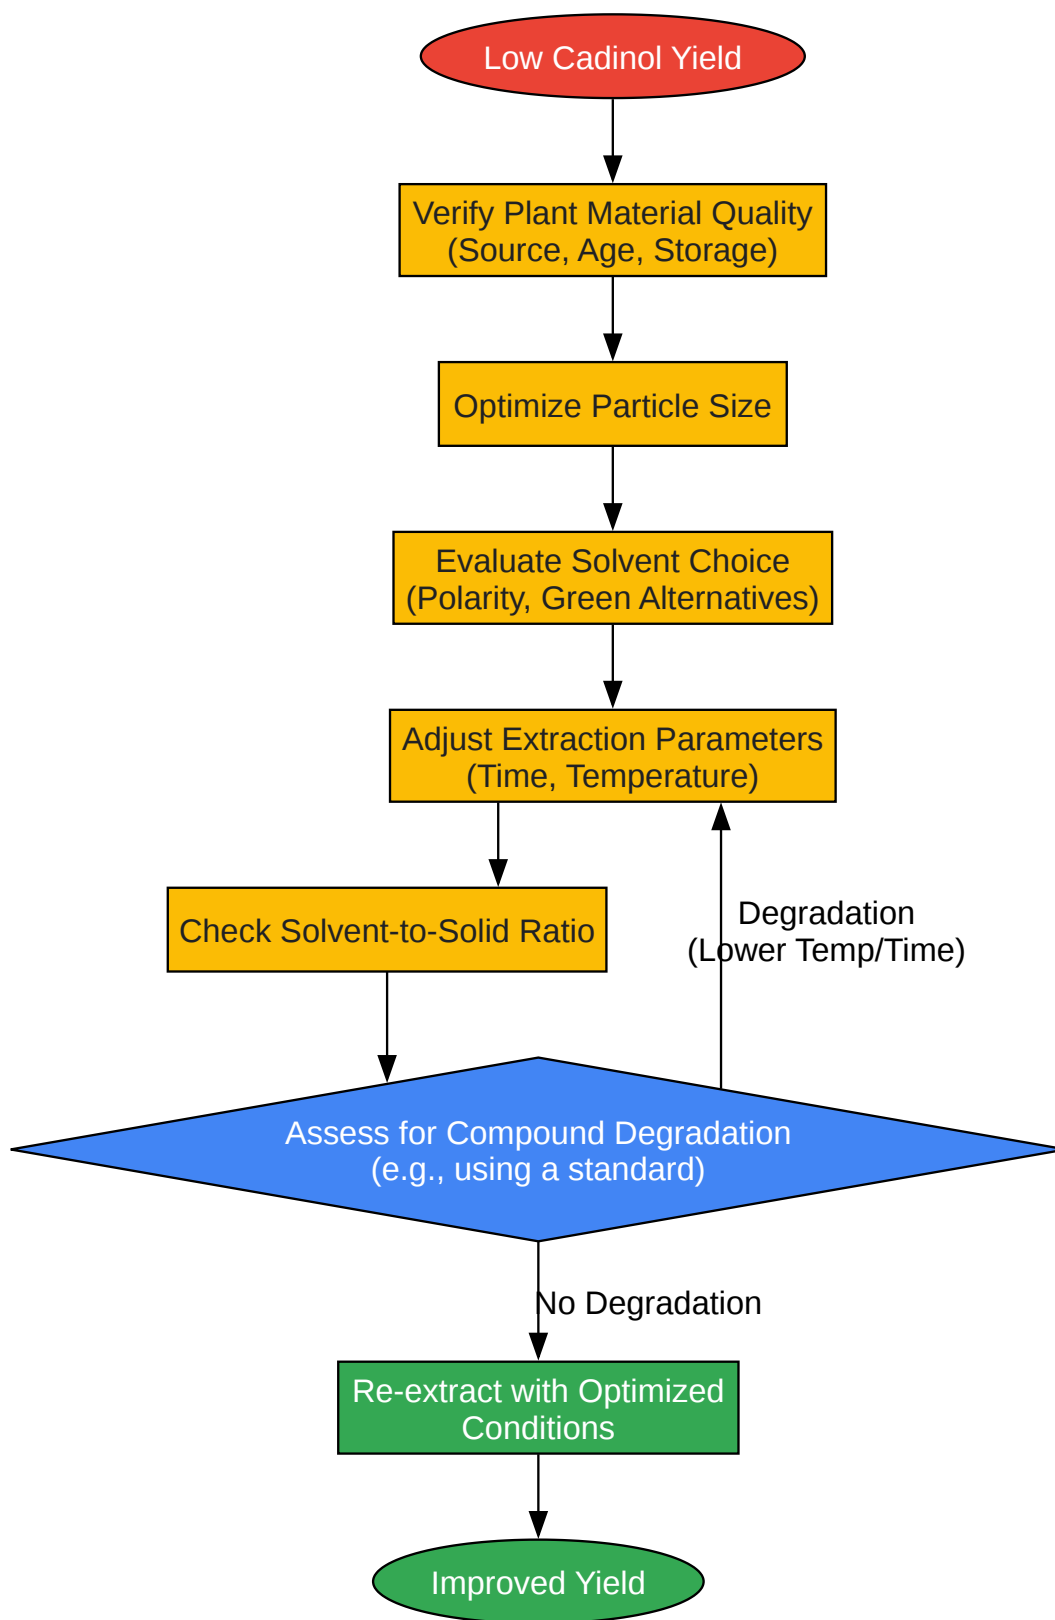 Low Cadinol Yield
Verify Plant Material Quality
(Source, Age, Storage)
Optimize Particle Size
Evaluate Solvent Choice
(Polarity, Green Alternatives)
Adjust Extraction Parameters
(Time, Temperature)
Check Solvent-to-Solid Ratio
Degradation
(Lower Temp/Time)
Assess for Compound Degradation
(e.g., using a standard)
No Degradation
Re-extract with Optimized
Conditions
Improved Yield